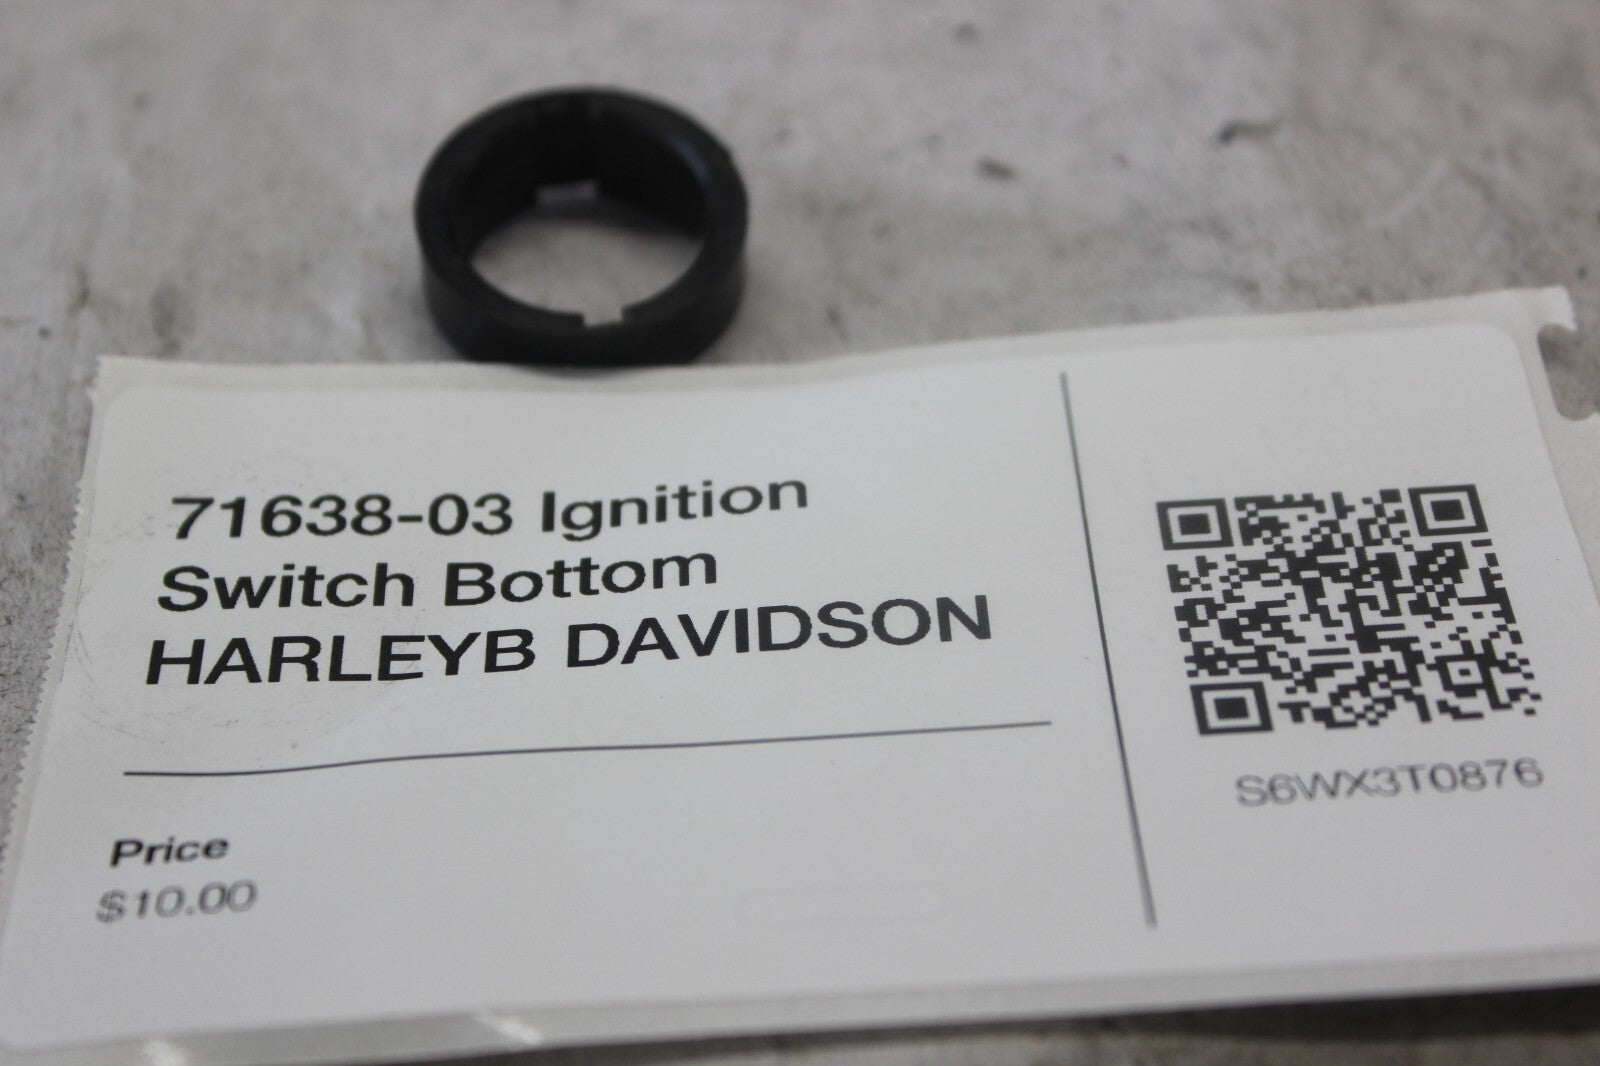 71638-03 Ignition
Switch Bottom
HARLEYB DAVIDSON
Price
$10.00
S6WX3T0876